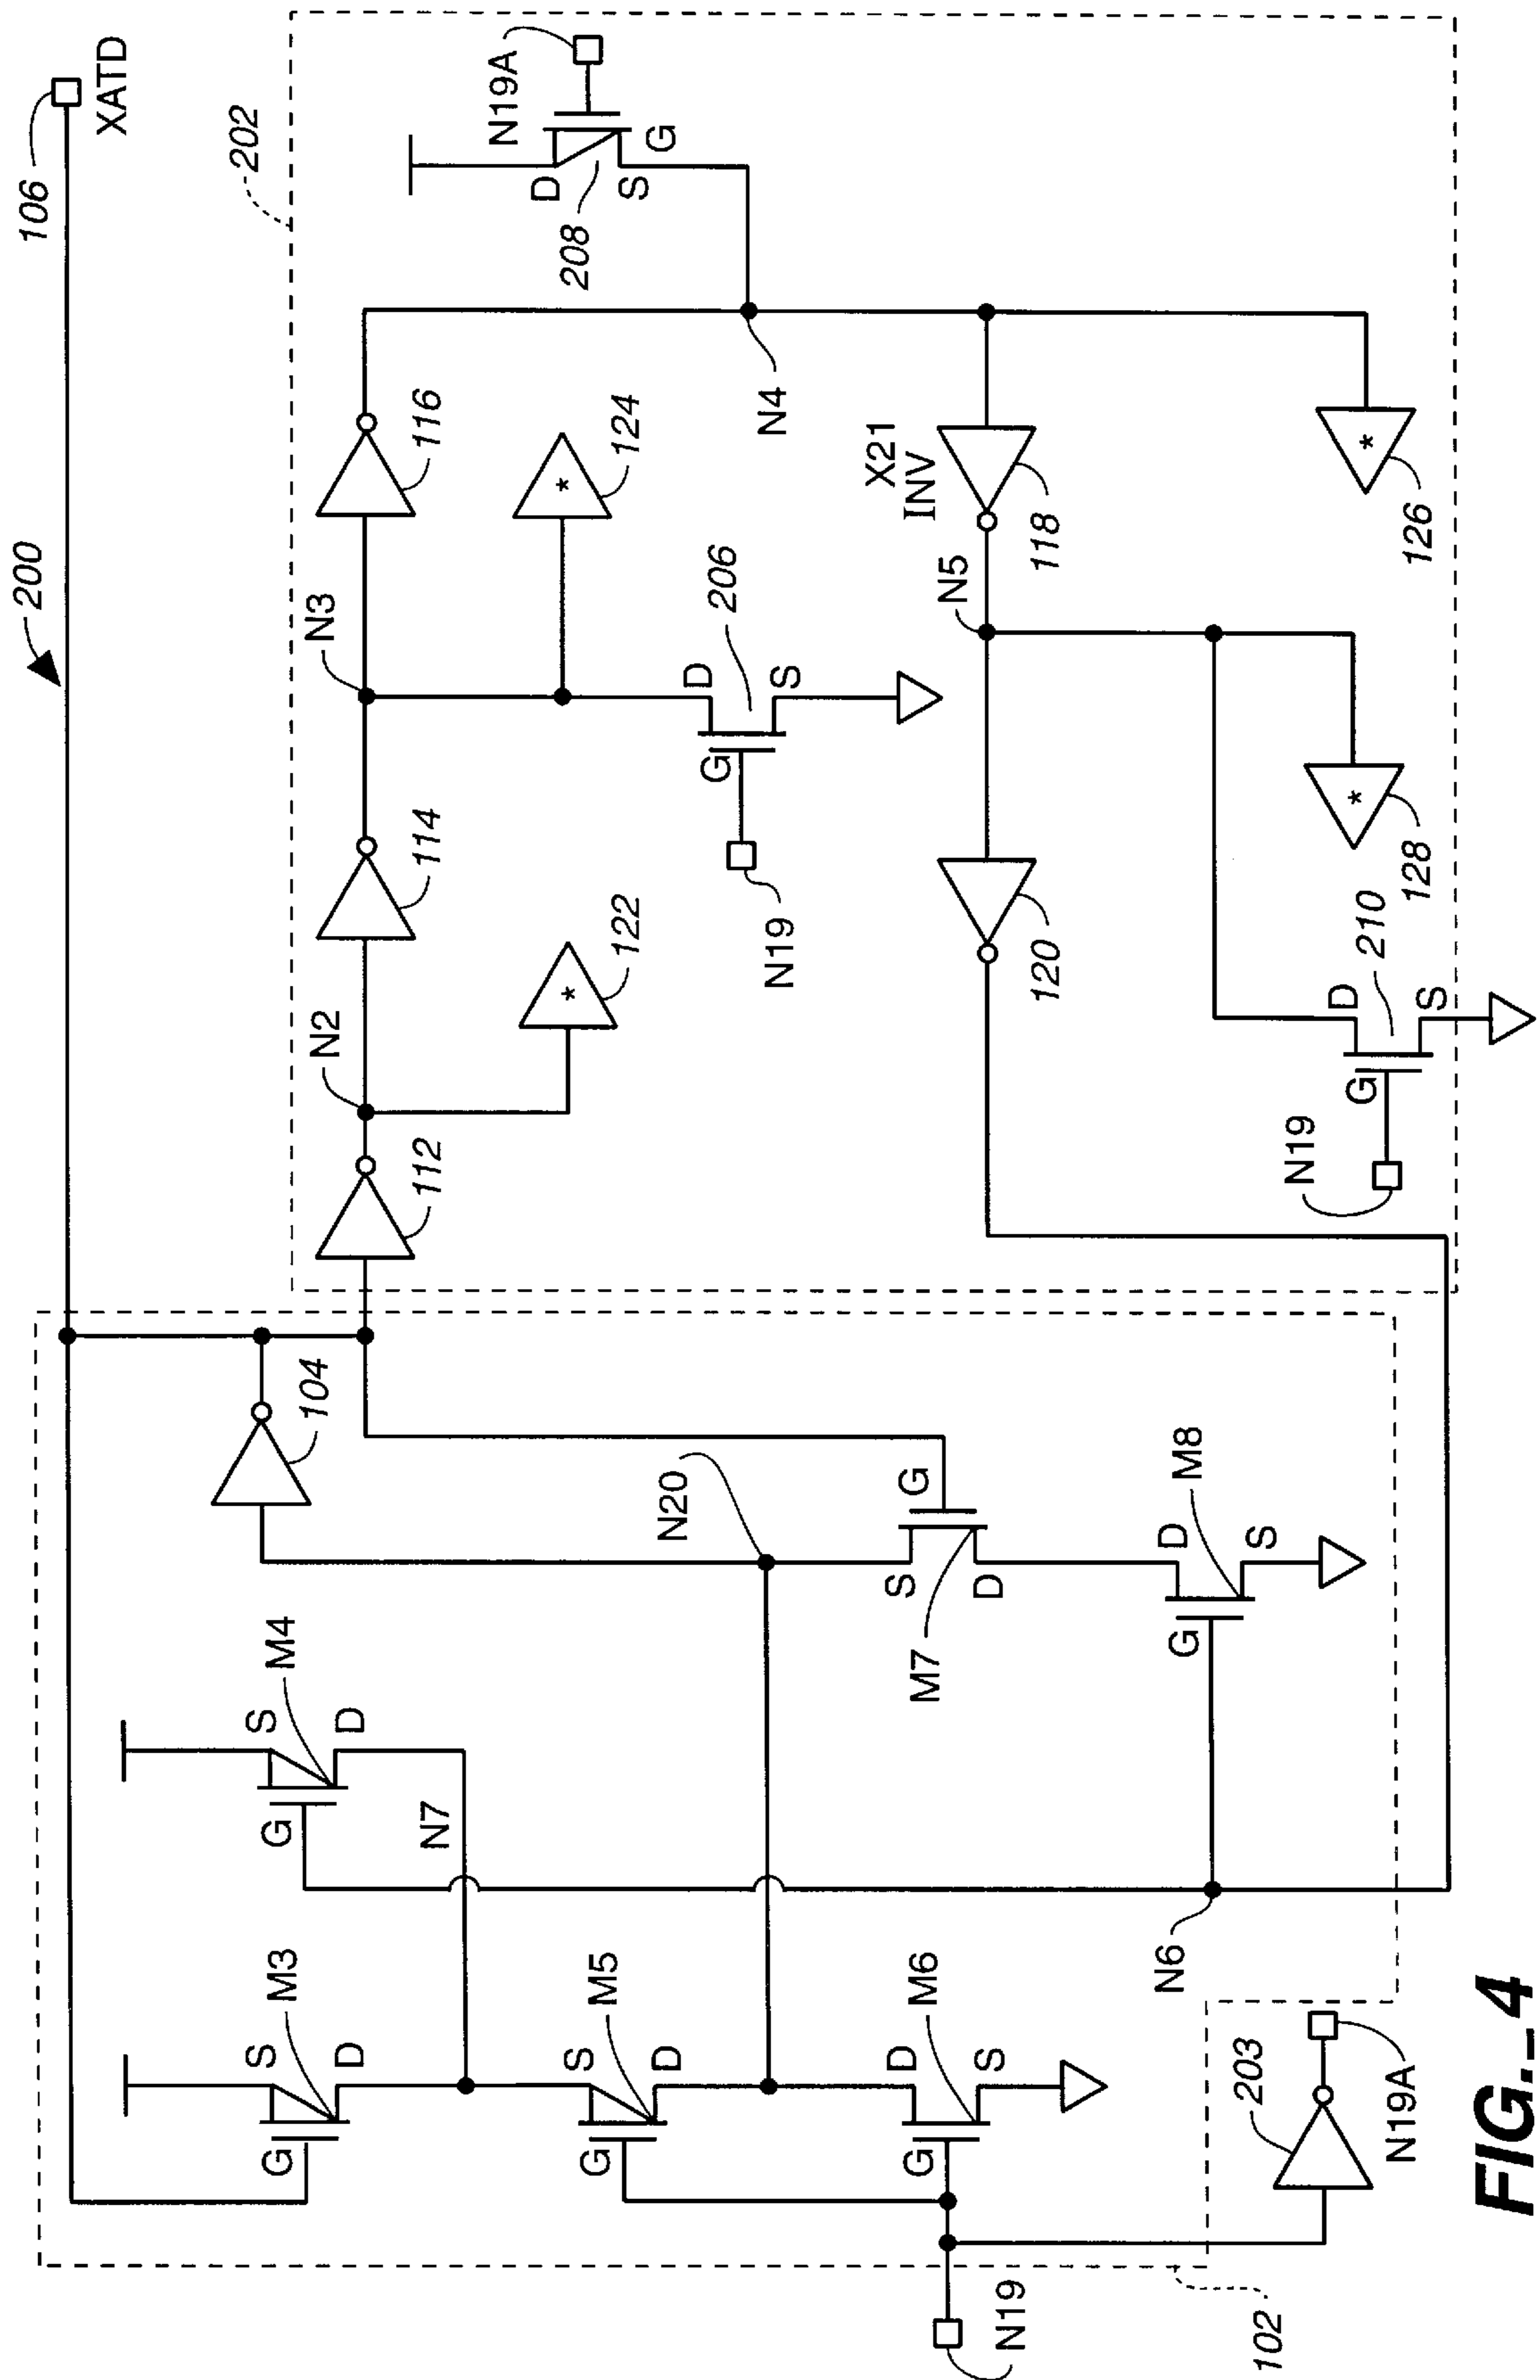 200
106
XATD
202
N19A
D
G
S
208
116
124
N3
N4
114
122
N2
112
D
206
G
S
N19
X21
INV
118
N5
120
126
128
210
D
G
S
N19
104
N20
G
S
D
M7
D
M8
G
S
M4
S
D
G
N7
M3
S
D
G
M5
S
D
G
M6
D
S
G
N6
203
N19A
N19
102
*
*
*
*
FIG._4